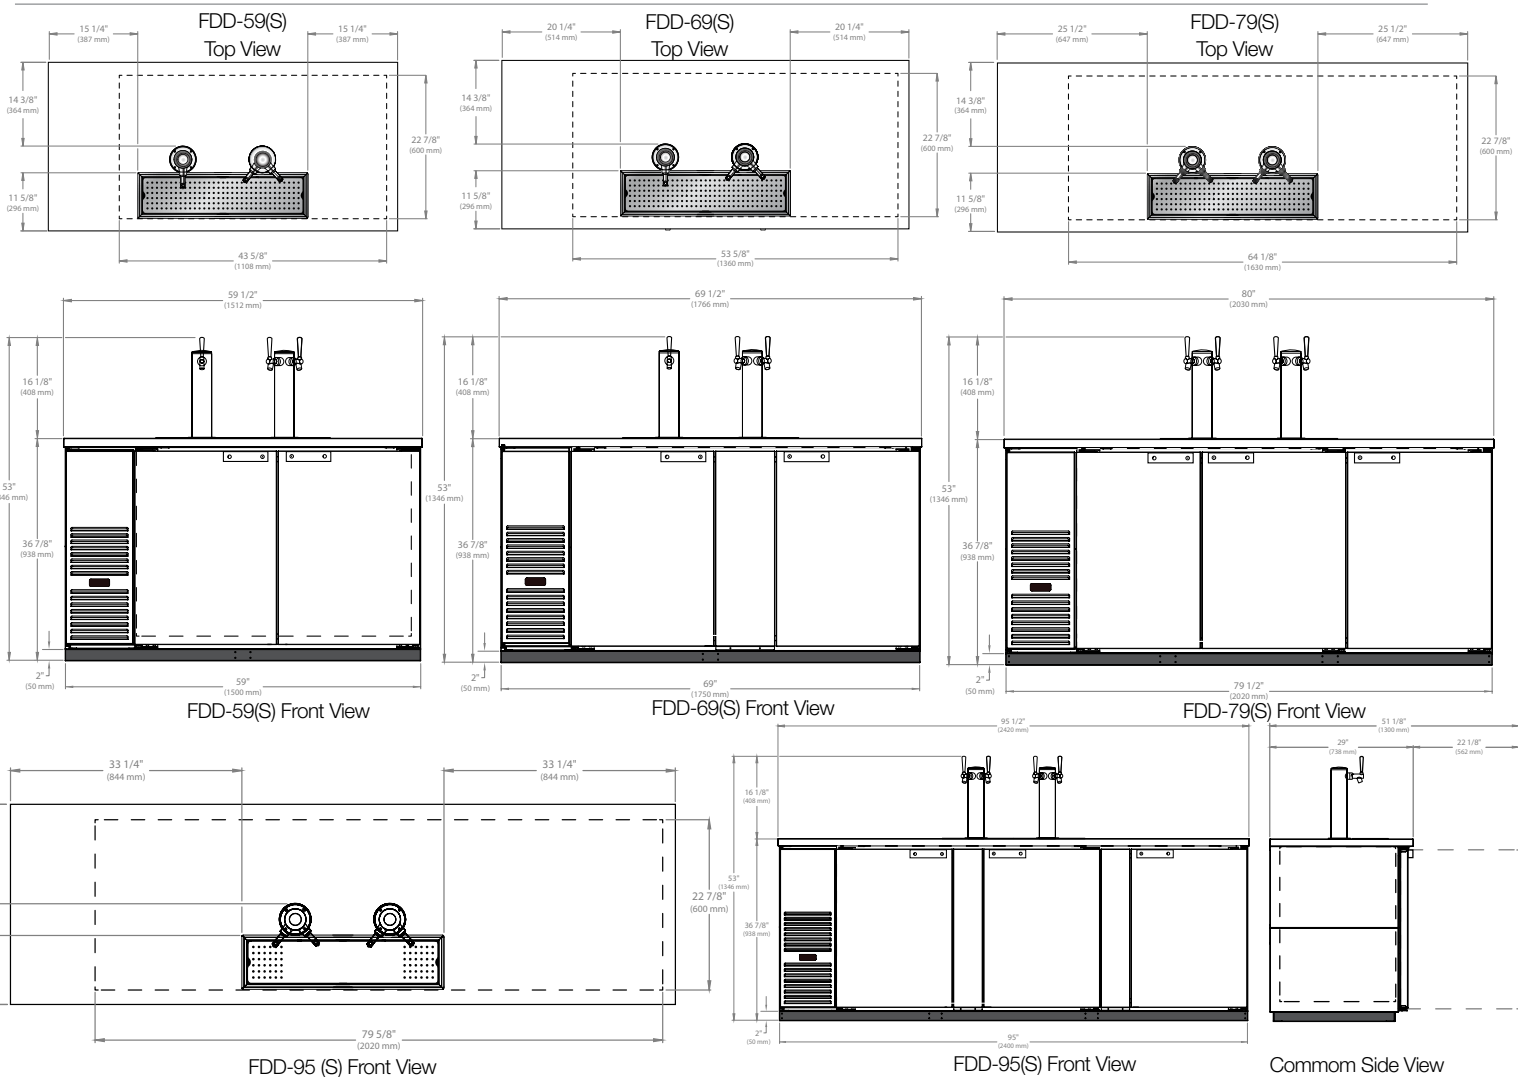 FDD-59(S)
Top View
15 1/4"
(387 mm)
15 1/4"
(387 mm)
14 3/8"
(364 mm)
11 5/8"
(296 mm)
22 7/8"
(600 mm)
43 5/8"
(1108 mm)
FDD-69(S)
Top View
20 1/4"
(514 mm)
20 1/4"
(514 mm)
14 3/8"
(364 mm)
11 5/8"
(296 mm)
22 7/8"
(600 mm)
53 5/8"
(1360 mm)
FDD-79(S)
Top View
25 1/2"
(647 mm)
25 1/2"
(647 mm)
14 3/8"
(364 mm)
11 5/8"
(296 mm)
22 7/8"
(600 mm)
64 1/8"
(1630 mm)
59 1/2"
(1512 mm)
16 1/8"
(408 mm)
53"
36 7/8"
(938 mm)
2"
(50 mm)
59"
(1500 mm)
FDD-59(S) Front View
69 1/2"
(1766 mm)
16 1/8"
(408 mm)
53"
(1346 mm)
36 7/8"
(938 mm)
2"
(50 mm)
69"
(1750 mm)
FDD-69(S) Front View
80"
(2030 mm)
16 1/8"
(408 mm)
53"
(1346 mm)
36 7/8"
(938 mm)
2"
(50 mm)
79 1/2"
(2020 mm)
FDD-79(S) Front View
33 1/4"
(844 mm)
33 1/4"
(844 mm)
22 7/8"
(600 mm)
79 5/8"
(2020 mm)
FDD-95 (S) Front View
95 1/2"
(2420 mm)
16 1/8"
(408 mm)
53"
(1346 mm)
36 7/8"
(938 mm)
2"
(50 mm)
95"
(2400 mm)
FDD-95(S) Front View
51 1/8"
(1300 mm)
29"
(738 mm)
22 1/8"
(562 mm)
Commom Side View